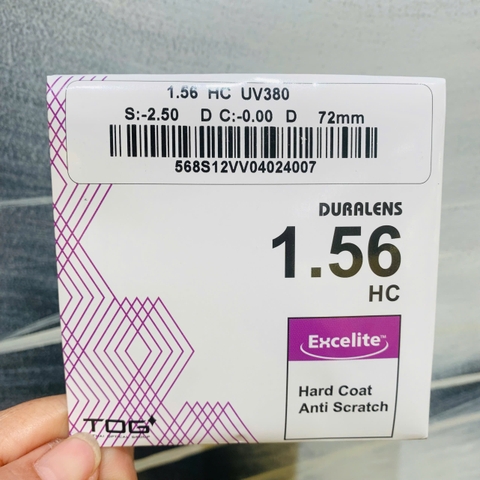 1.56 HC UV380
S:-2.50 D C:-0.00 D 72mm
568S12VV04024007
DURALENS
1.56
HC
Excelite™
Hard Coat
Anti Scratch
TOG